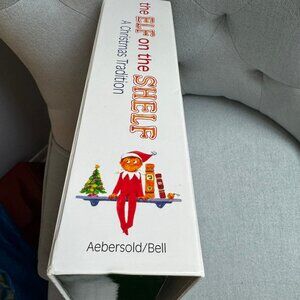 the ELF on the SHELF
A Christmas Tradition
Aebersold/Bell